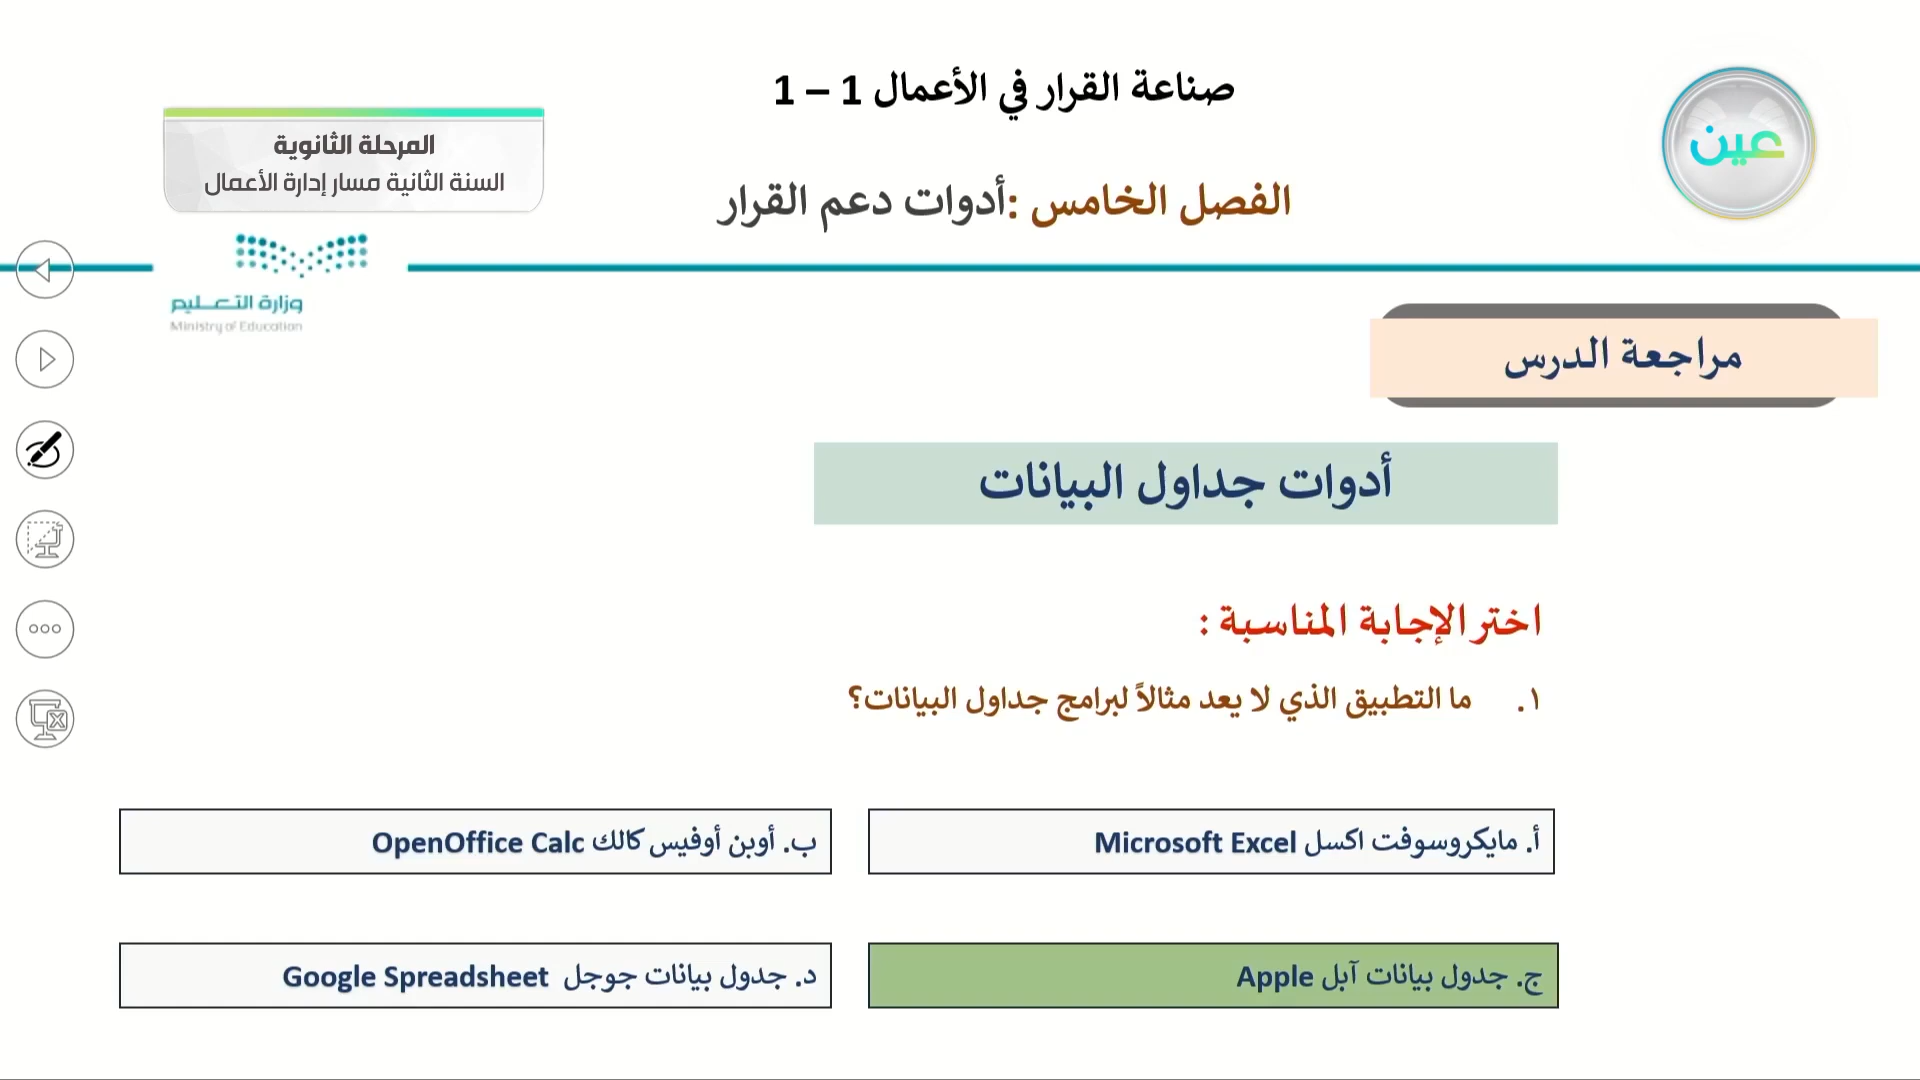 صناعة القرار في الأعمال 1 – 1
عين
المرحلة الثانوية
السنة الثانية مسار إدارة الأعمال
الفصل الخامس :أدوات دعم القرار
وزارة التعليم
Ministry of Education
مراجعة الدرس
أدوات جداول البيانات
اختر الإجابة المناسبة :
١. ما التطبيق الذي لا يعد مثالاً لبرامج جداول البيانات؟
أ. مايكروسوفت اكسل Microsoft Excel
ب. أوبن أوفيس كالك OpenOffice Calc
ج. جدول بيانات آبل Apple
د. جدول بيانات جوجل Google Spreadsheet